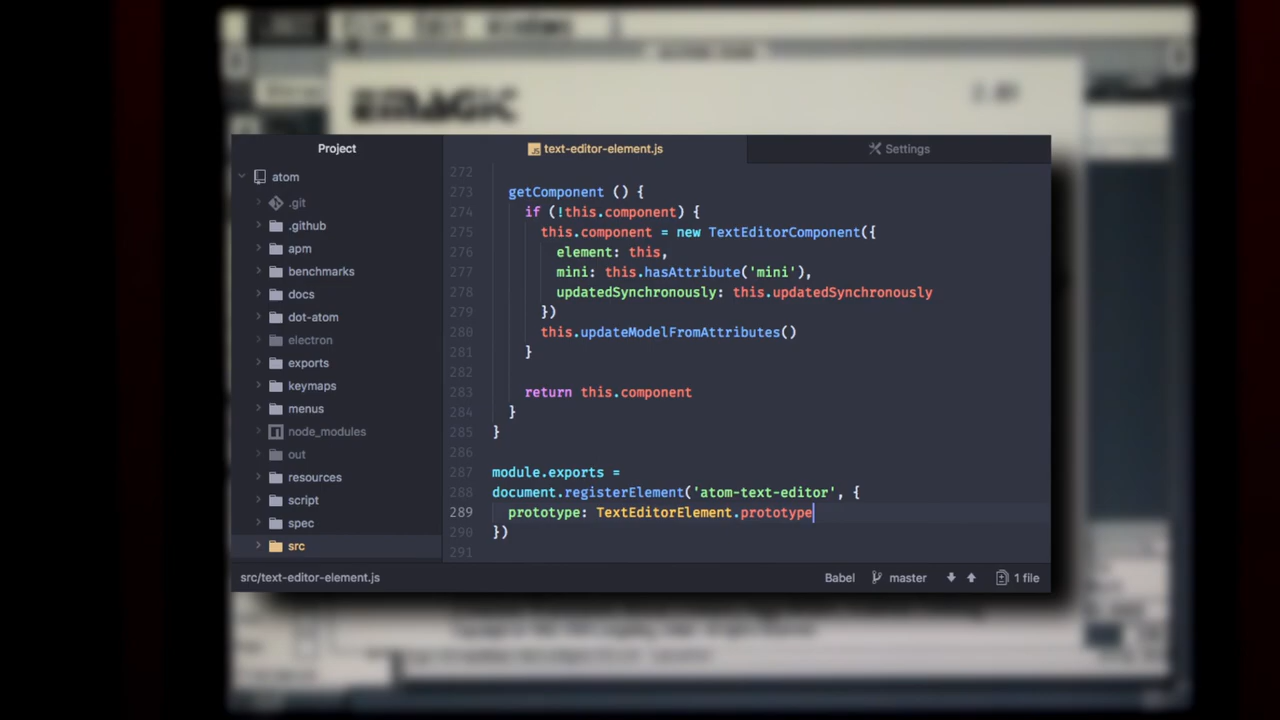 File Edit Windows
EMAGIC
Project
text-editor-element.js
Settings
atom
.git
.github
apm
benchmarks
docs
dot-atom
electron
exports
keymaps
menus
node_modules
out
resources
script
spec
src
272
273 getComponent () {
274 if (!this.component) {
275 this.component = new TextEditorComponent({
276 element: this,
277 mini: this.hasAttribute('mini'),
278 updatedSynchronously: this.updatedSynchronously
279 })
280 this.updateModelFromAttributes()
281 }
282
283 return this.component
284 }
285 }
286
287 module.exports =
288 document.registerElement('atom-text-editor', {
289 prototype: TextEditorElement.prototype
290 })
291
src/text-editor-element.js
Babel master 1 file